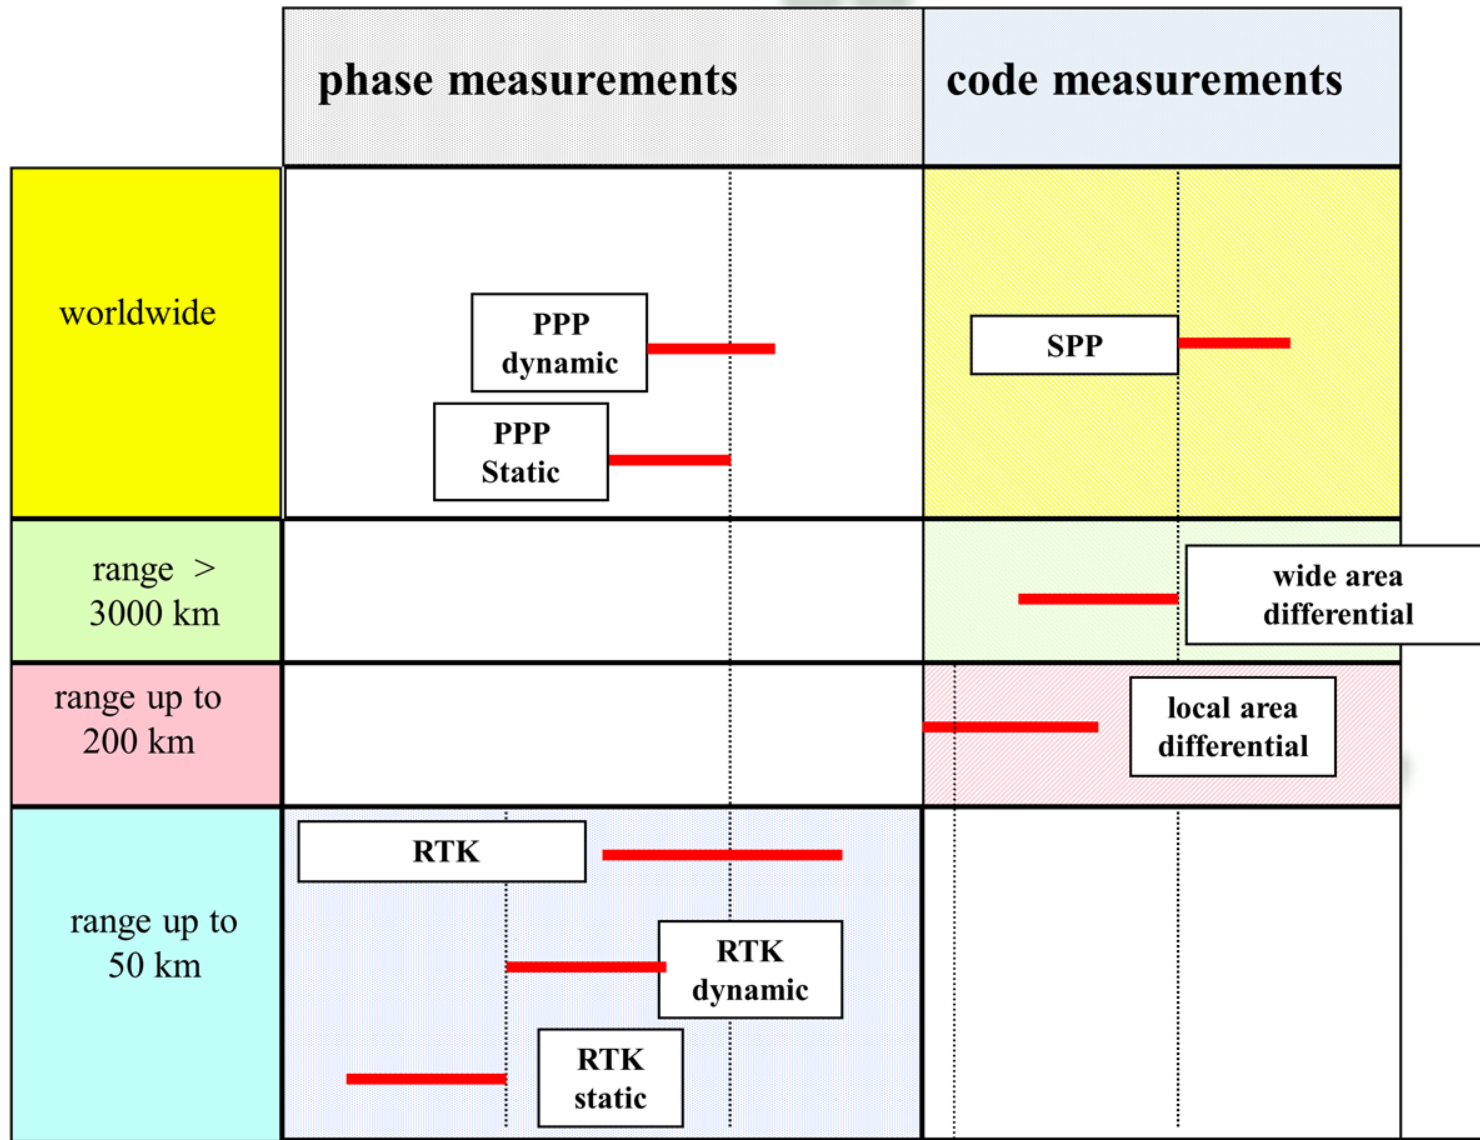 phase measurements
code measurements
worldwide
PPP
dynamic
SPP
PPP
Static
range >
3000 km
wide area
differential
range up to
200 km
local area
differential
RTK
range up to
50 km
RTK
dynamic
RTK
static